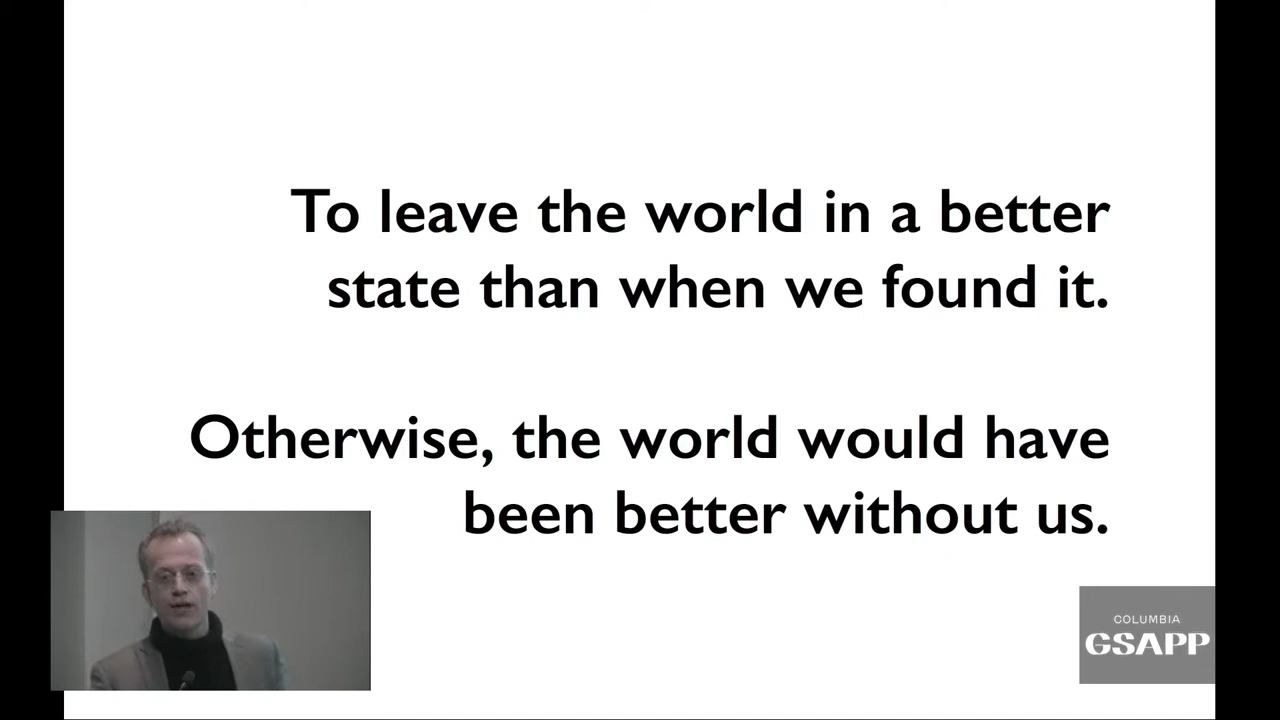 To leave the world in a better
state than when we found it.
Otherwise, the world would have
been better without us.
COLUMBIA
GSAPP